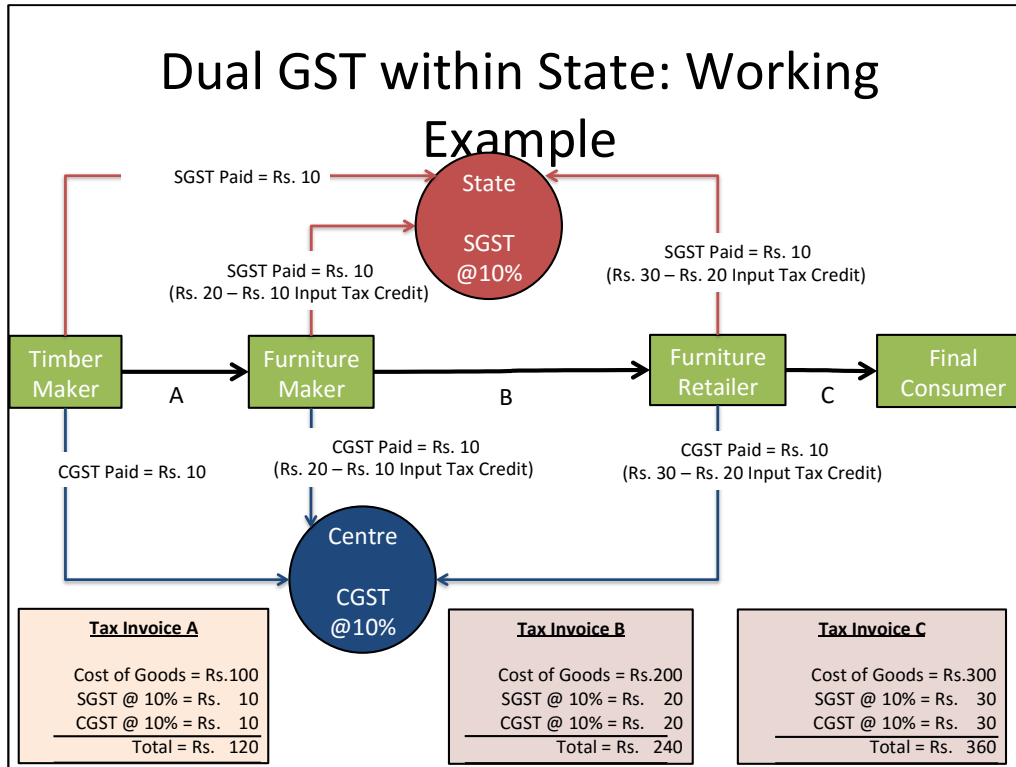 Dual GST within State: Working
Example
SGST Paid = Rs. 10
State
SGST
@10%
SGST Paid = Rs. 10
(Rs. 20 – Rs. 10 Input Tax Credit)
SGST Paid = Rs. 10
(Rs. 30 – Rs. 20 Input Tax Credit)
Timber
Maker
A
Furniture
Maker
B
Furniture
Retailer
C
Final
Consumer
CGST Paid = Rs. 10
CGST Paid = Rs. 10
(Rs. 20 – Rs. 10 Input Tax Credit)
CGST Paid = Rs. 10
(Rs. 30 – Rs. 20 Input Tax Credit)
Centre
CGST
@10%
Tax Invoice A
Cost of Goods = Rs.100
SGST @ 10% = Rs. 10
CGST @ 10% = Rs. 10
Total = Rs. 120
Tax Invoice B
Cost of Goods = Rs.200
SGST @ 10% = Rs. 20
CGST @ 10% = Rs. 20
Total = Rs. 240
Tax Invoice C
Cost of Goods = Rs.300
SGST @ 10% = Rs. 30
CGST @ 10% = Rs. 30
Total = Rs. 360